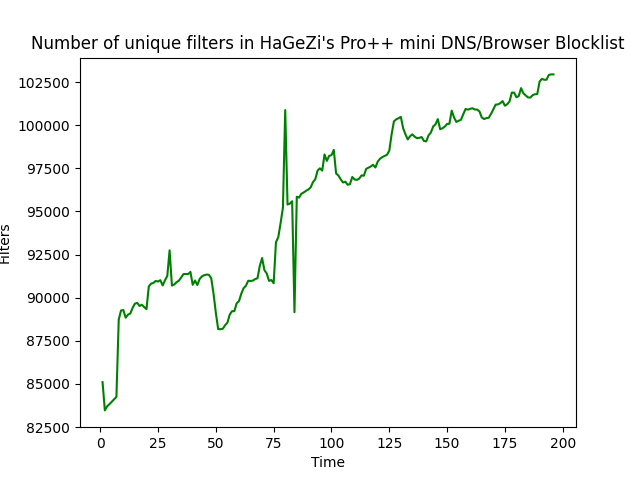 Number of unique filters in HaGeZi's Pro++ mini DNS/Browser Blocklist
102500
100000
97500
95000
92500
90000
87500
85000
82500
Filters
0 25 50 75 100 125 150 175 200
Time